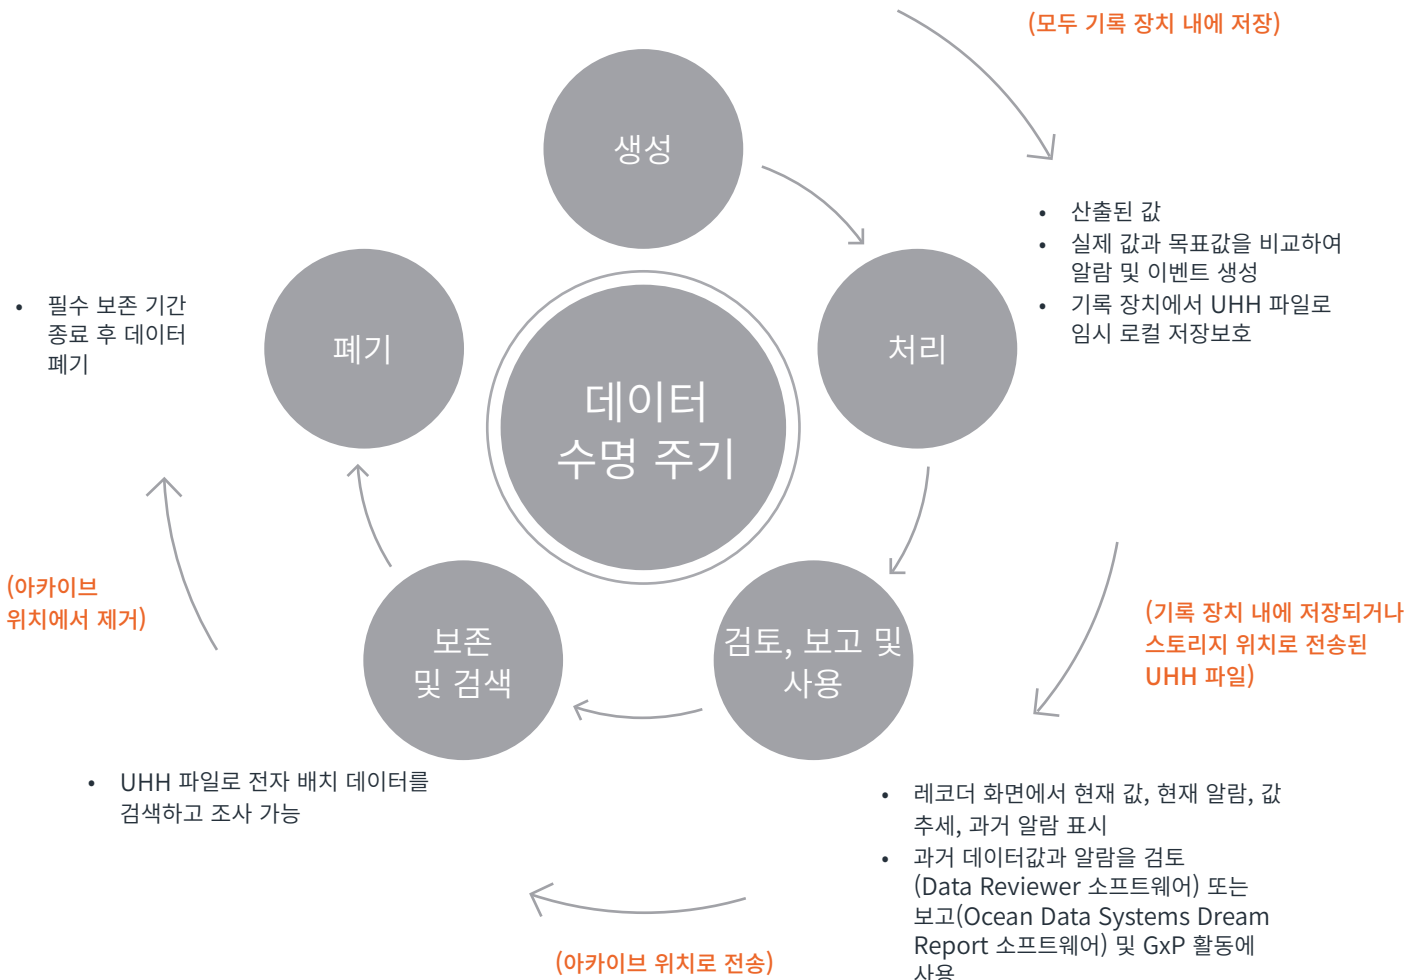 (모두 기록 장치 내에 저장)
생성
• 산출된 값
• 실제 값과 목표값을 비교하여
알람 및 이벤트 생성
• 기록 장치에서 UHH 파일로
임시 로컬 저장보호
처리
데이터
수명 주기
폐기
• 필수 보존 기간
종료 후 데이터
폐기
(아카이브
위치에서 제거)
(기록 장치 내에 저장되거나
스토리지 위치로 전송된
UHH 파일)
검토, 보고 및
사용
보존
및 검색
• UHH 파일로 전자 배치 데이터를
검색하고 조사 가능
• 레코더 화면에서 현재 값, 현재 알람, 값
추세, 과거 알람 표시
• 과거 데이터값과 알람을 검토
(Data Reviewer 소프트웨어) 또는
보고(Ocean Data Systems Dream
Report 소프트웨어) 및 GxP 활동에
사용
(아카이브 위치로 전송)